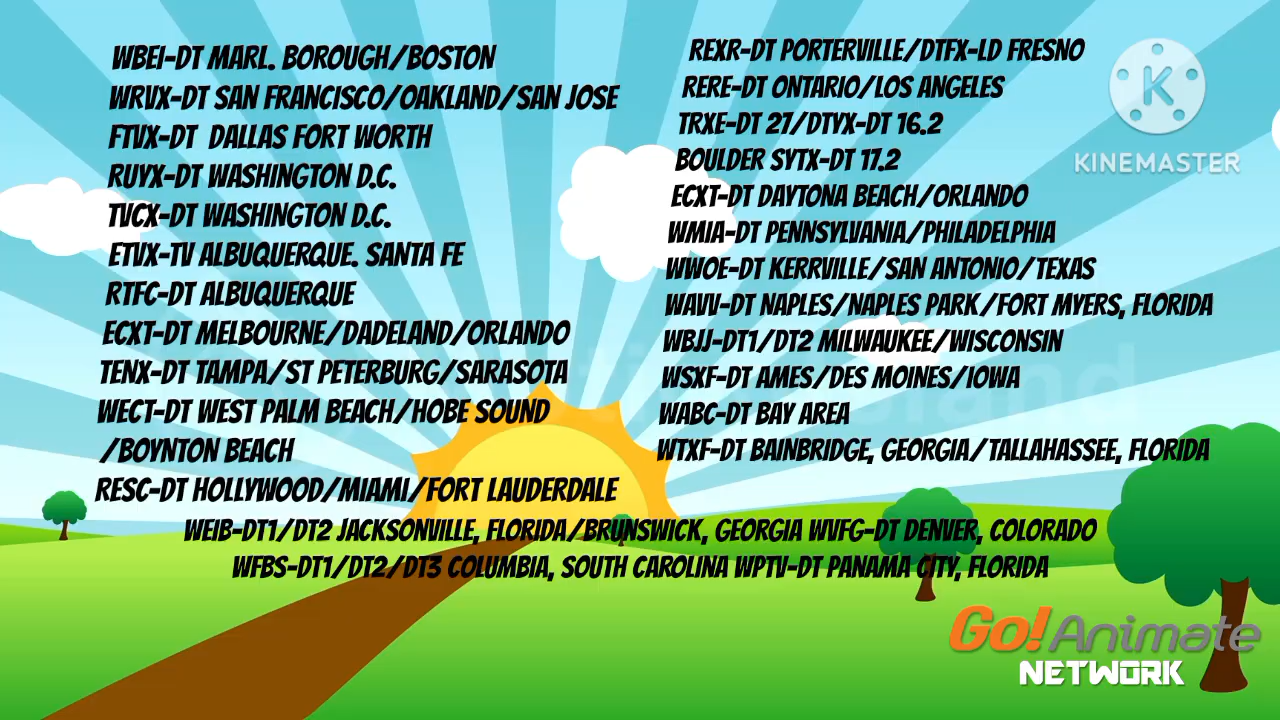 WBEI-DT MARL. BOROUGH/BOSTON
WRVX-DT SAN FRANCISCO/OAKLAND/SAN JOSE
FTVX-DT DALLAS FORT WORTH
RUYX-DT WASHINGTON D.C.
TVCX-DT WASHINGTON D.C.
ETVX-TV ALBUQUERQUE. SANTA FE
RTFC-DT ALBUQUERQUE
ECXT-DT MELBOURNE/DADELAND/ORLANDO
TENX-DT TAMPA/ST PETERBURG/SARASOTA
WECT-DT WEST PALM BEACH/HOBE SOUND
/BOYNTON BEACH
RESC-DT HOLLYWOOD/MIAMI/FORT LAUDERDALE
REXR-DT PORTERVILLE/DTFX-LD FRESNO
RERE-DT ONTARIO/LOS ANGELES
TRXE-DT 27/DTYX-DT 16.2
BOULDER SYTX-DT 17.2
ECXT-DT DAYTONA BEACH/ORLANDO
WMIA-DT PENNSYLVANIA/PHILADELPHIA
WWOE-DT KERRVILLE/SAN ANTONIO/TEXAS
WAVV-DT NAPLES/NAPLES PARK/FORT MYERS, FLORIDA
WBJJ-DT1/DT2 MILWAUKEE/WISCONSIN
WSXF-DT AMES/DES MOINES/IOWA
WABC-DT BAY AREA
WTXF-DT BAINBRIDGE, GEORGIA/TALLAHASSEE, FLORIDA
WEIB-DT1/DT2 JACKSONVILLE, FLORIDA/BRUNSWICK, GEORGIA WVFG-DT DENVER, COLORADO
WFBS-DT1/DT2/DT3 COLUMBIA, SOUTH CAROLINA WPTV-DT PANAMA CITY, FLORIDA
K
KINEMASTER
Go!Animate
NETWORK